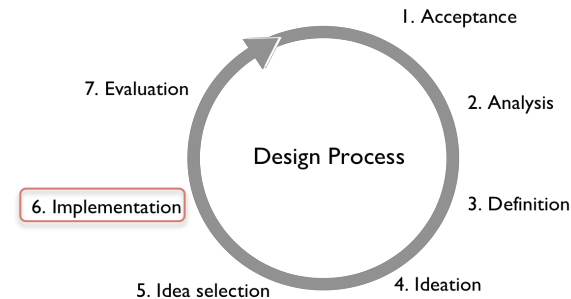 1. Acceptance
2. Analysis
3. Definition
4. Ideation
5. Idea selection
6. Implementation
7. Evaluation
Design Process